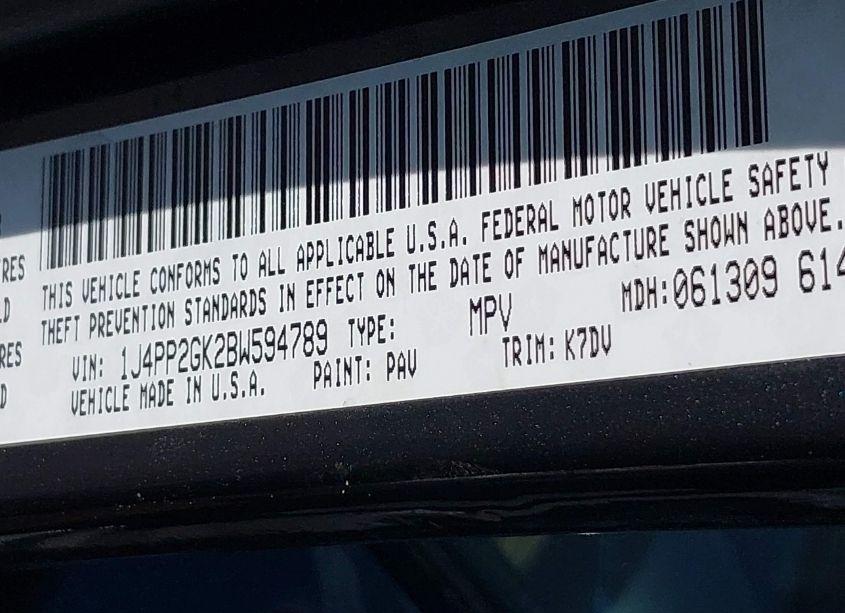 THIS VEHICLE CONFORMS TO ALL APPLICABLE U.S.A. FEDERAL MOTOR VEHICLE SAFETY
THEFT PREVENTION STANDARDS IN EFFECT ON THE DATE OF MANUFACTURE SHOWN ABOVE.
VIN: 1J4PP2GK2BW594789 TYPE: MPV MDH:061309 614
VEHICLE MADE IN U.S.A. PAINT: PAV TRIM: K7DV